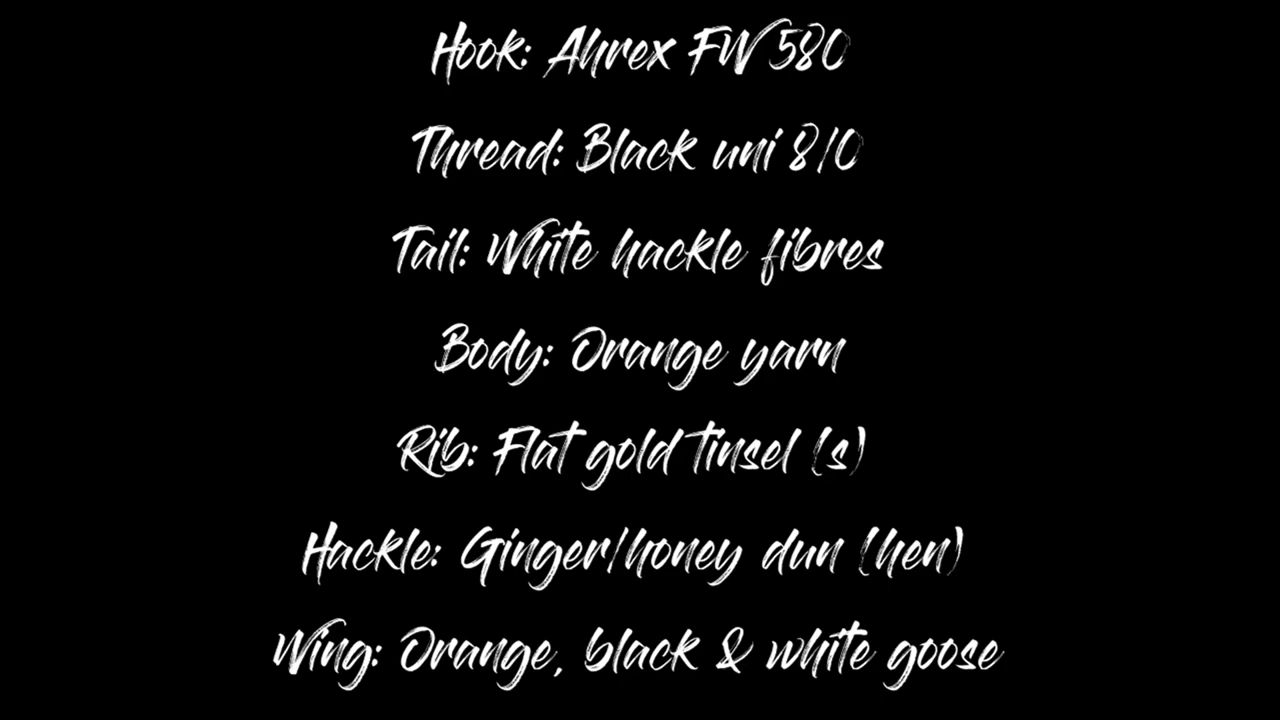 Hook: Ahrex FW 580
Thread: Black uni 8/0
Tail: White hackle fibres
Body: Orange yarn
Rib: Flat gold tinsel (s)
Hackle: Ginger/honey dun (hen)
Wing: Orange, black & white goose